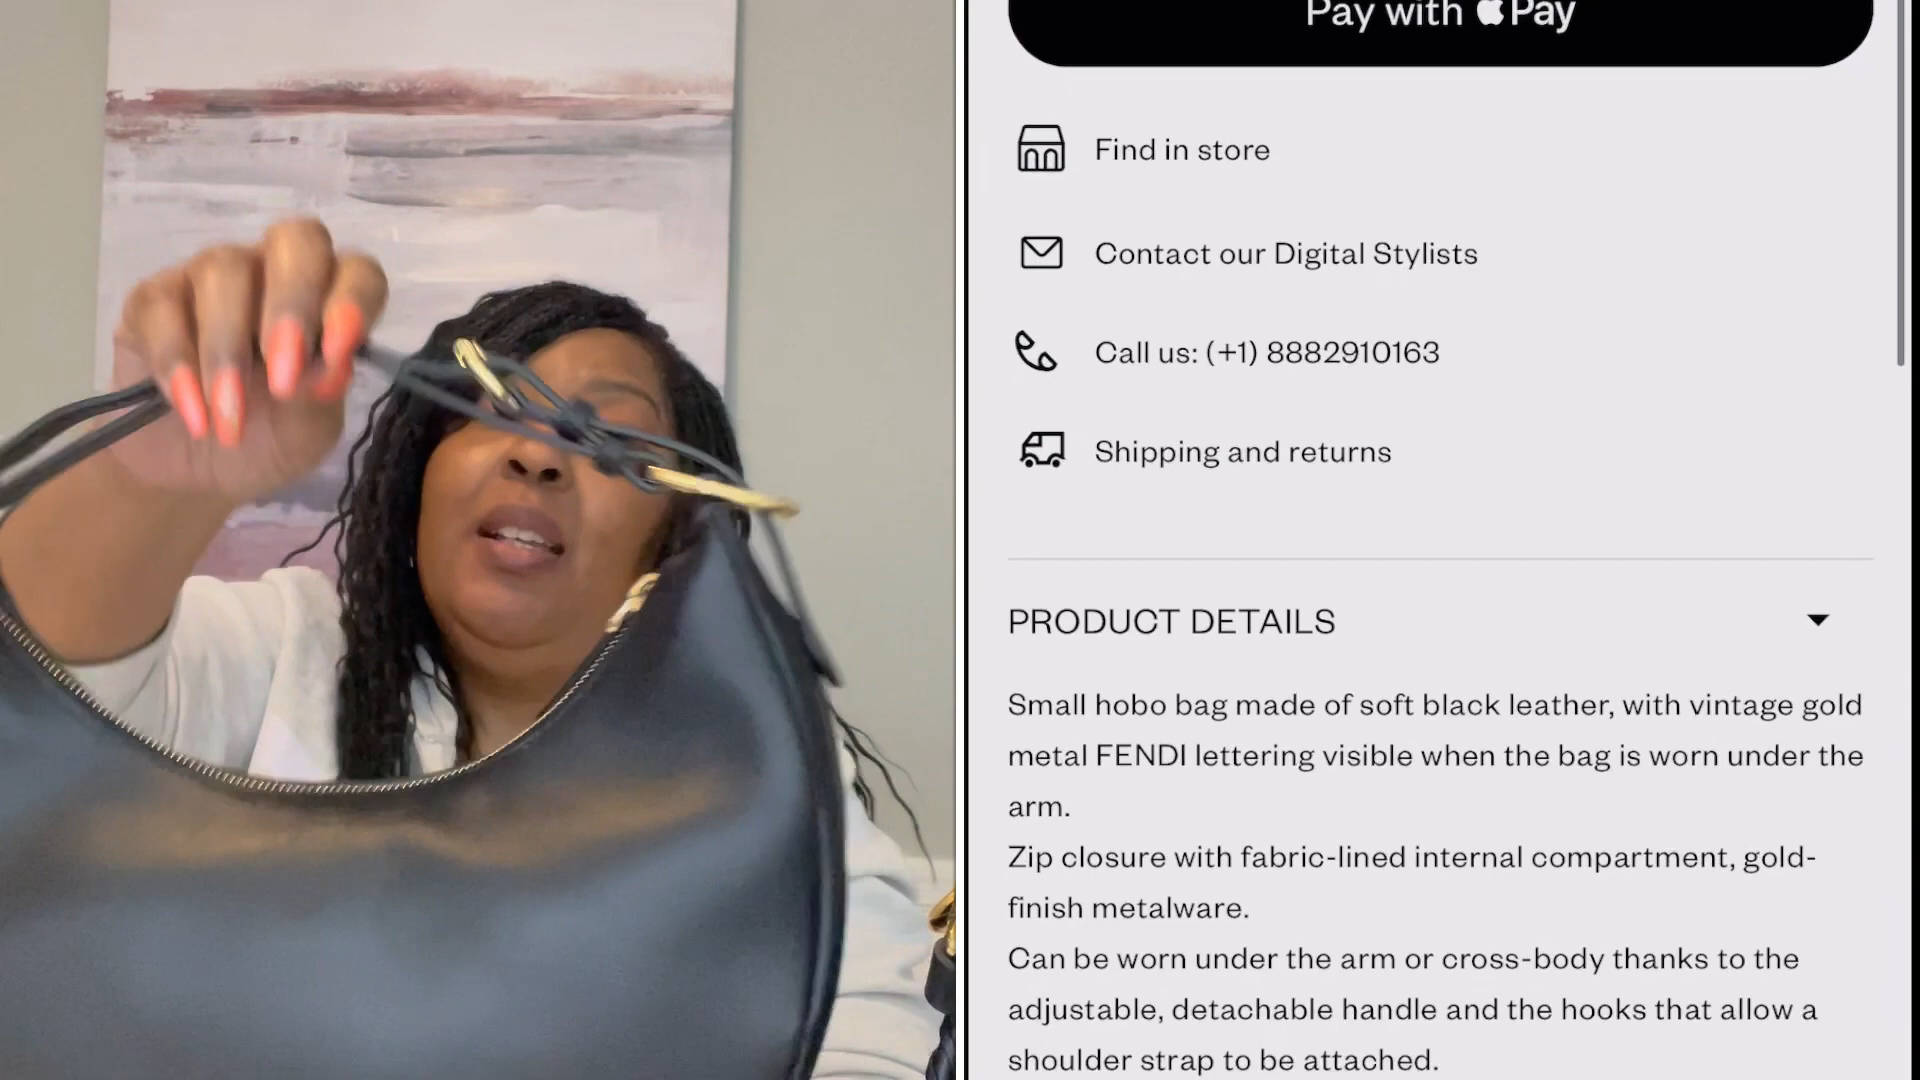 Pay with Pay
Find in store
Contact our Digital Stylists
Call us: (+1) 8882910163
Shipping and returns
PRODUCT DETAILS
Small hobo bag made of soft black leather, with vintage gold
metal FENDI lettering visible when the bag is worn under the
arm.
Zip closure with fabric-lined internal compartment, gold-
finish metalware.
Can be worn under the arm or cross-body thanks to the
adjustable, detachable handle and the hooks that allow a
shoulder strap to be attached.